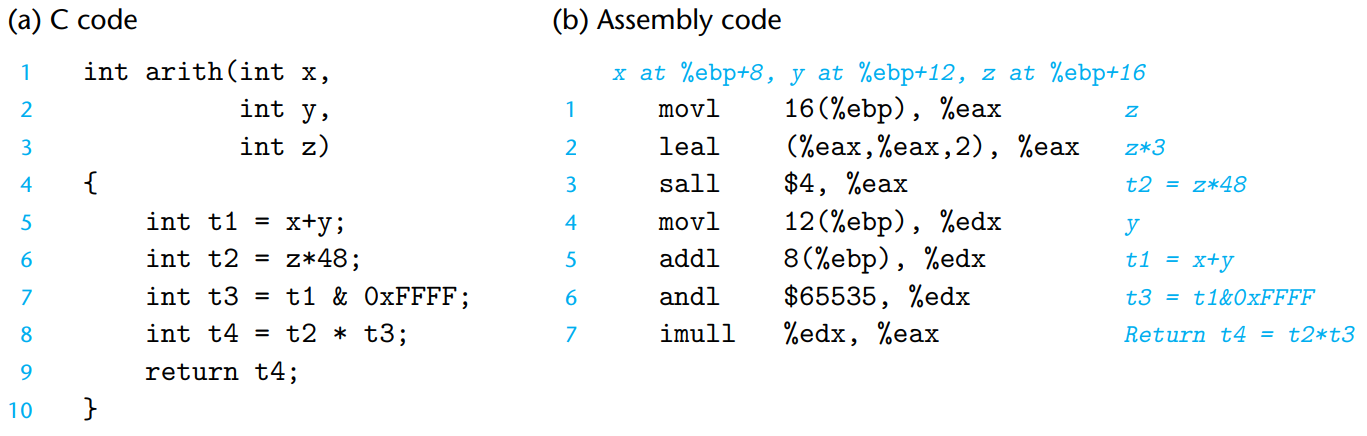 (a) C code
1 int arith(int x,
2 int y,
3 int z)
4 {
5 int t1 = x+y;
6 int t2 = z*48;
7 int t3 = t1 & 0xFFFF;
8 int t4 = t2 * t3;
9 return t4;
10 }
(b) Assembly code
x at %ebp+8, y at %ebp+12, z at %ebp+16
1 movl 16(%ebp), %eax z
2 leal (%eax,%eax,2), %eax z*3
3 sall $4, %eax t2 = z*48
4 movl 12(%ebp), %edx y
5 addl 8(%ebp), %edx t1 = x+y
6 andl $65535, %edx t3 = t1&0xFFFF
7 imull %edx, %eax Return t4 = t2*t3